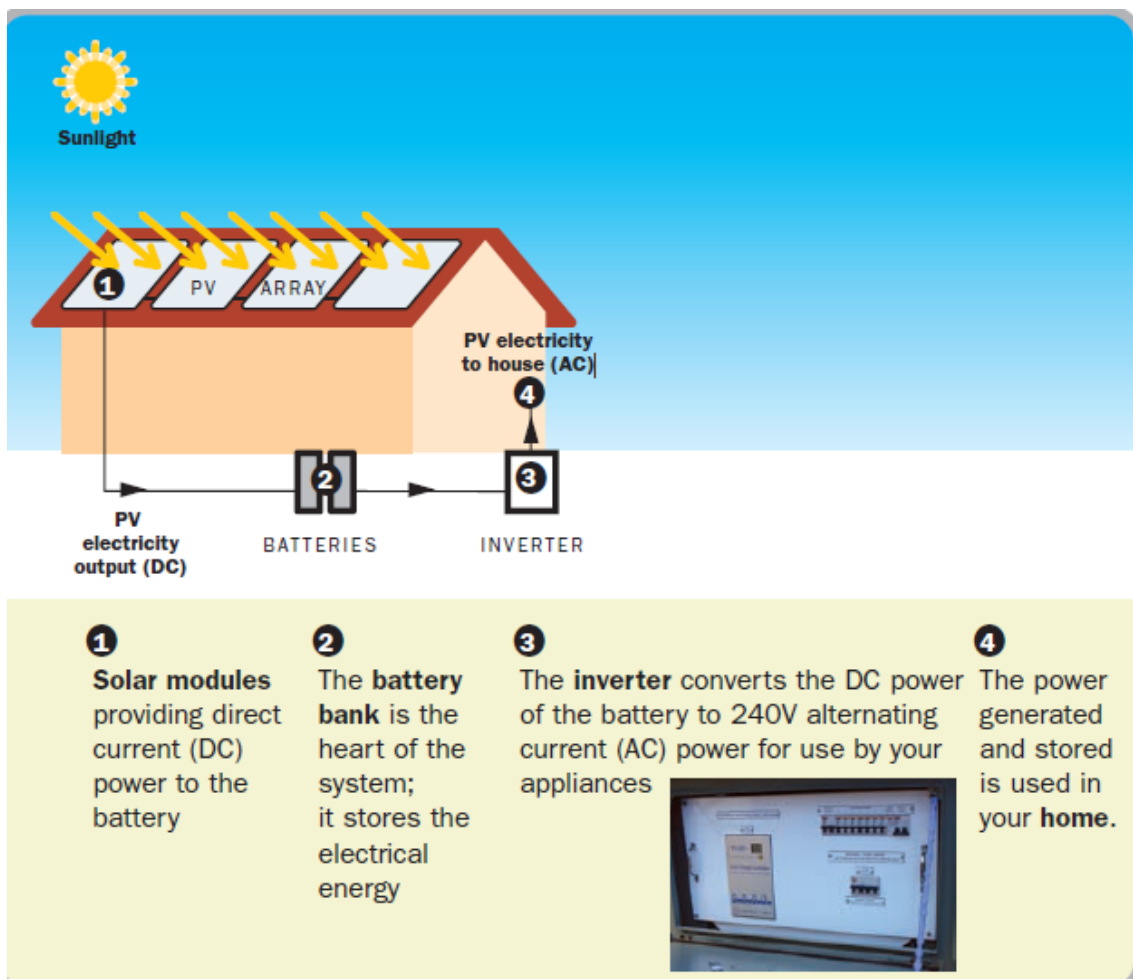 Sunlight
1
PV ARRAY
PV electricity
to house (AC)
4
2
3
PV
electricity
output (DC)
BATTERIES
INVERTER
1
Solar modules
providing direct
current (DC)
power to the
battery
2
The battery
bank is the
heart of the
system;
it stores the
electrical
energy
3
The inverter converts the DC power
of the battery to 240V alternating
current (AC) power for use by your
appliances
4
The power
generated
and stored
is used in
your home.